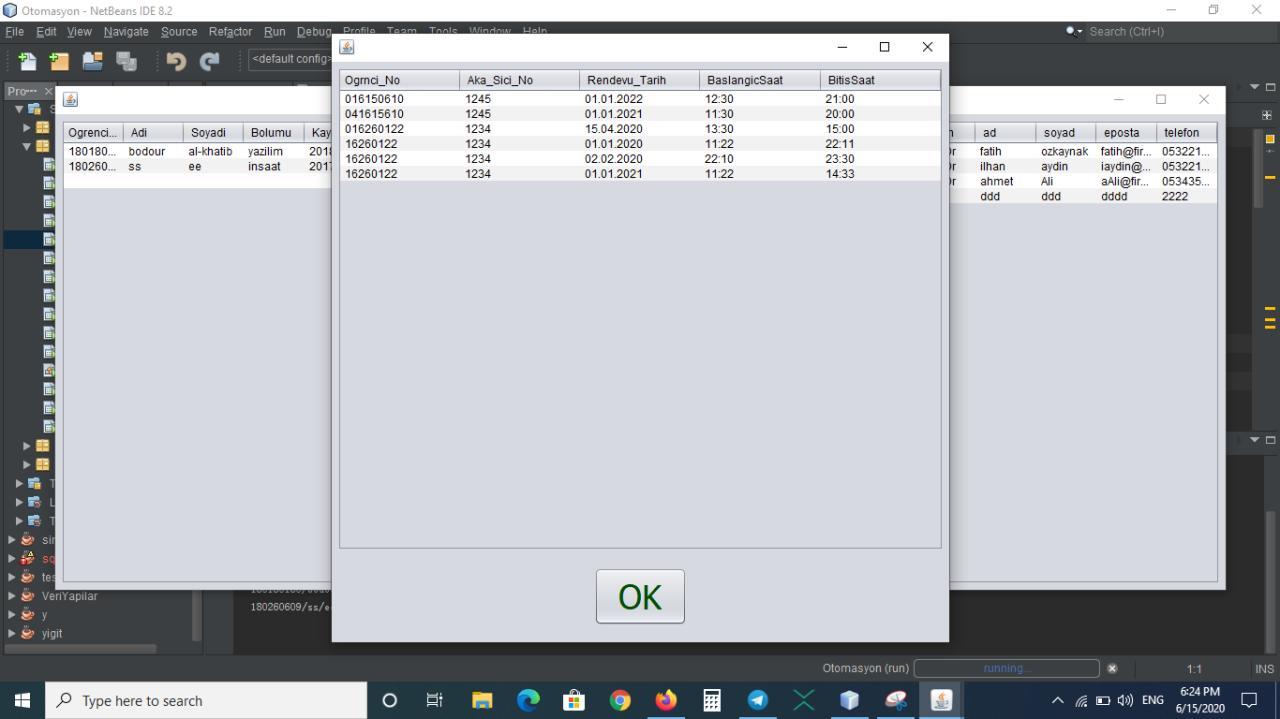 Otomasyon - NetBeans IDE 8.2
File Edit View Navigate Source Refactor Run Debug Profile Team Tools Window Help
Search (Ctrl+I)
<default config>
Ogrnci_No Aka_Sici_No Rendevu_Tarih BaslangicSaat BitisSaat
016150610 1245 01.01.2022 12:30 21:00
041615610 1245 01.01.2021 11:30 20:00
016260122 1234 15.04.2020 13:30 15:00
16260122 1234 01.01.2020 11:22 22:11
16260122 1234 02.02.2020 22:10 23:30
16260122 1234 01.01.2021 11:22 14:33
OK
Pro...
Ogrenci... Adi Soyadi Bolumu Kay
180180... bodour al-khatib yazilim 2018
180260... ss ee insaat 2017
ad soyad eposta telefon
fatih ozkaynak fatih@fir... 053221...
ilhan aydin iaydin@... 053221...
ahmet Ali aAli@fir... 053435...
ddd ddd dddd 2222
sin
sq
tes
VeriYapilar
y
yigit
180260609/ss/e
Otomasyon (run) running... 1:1 INS
Type here to search
ENG
6:24 PM
6/15/2020